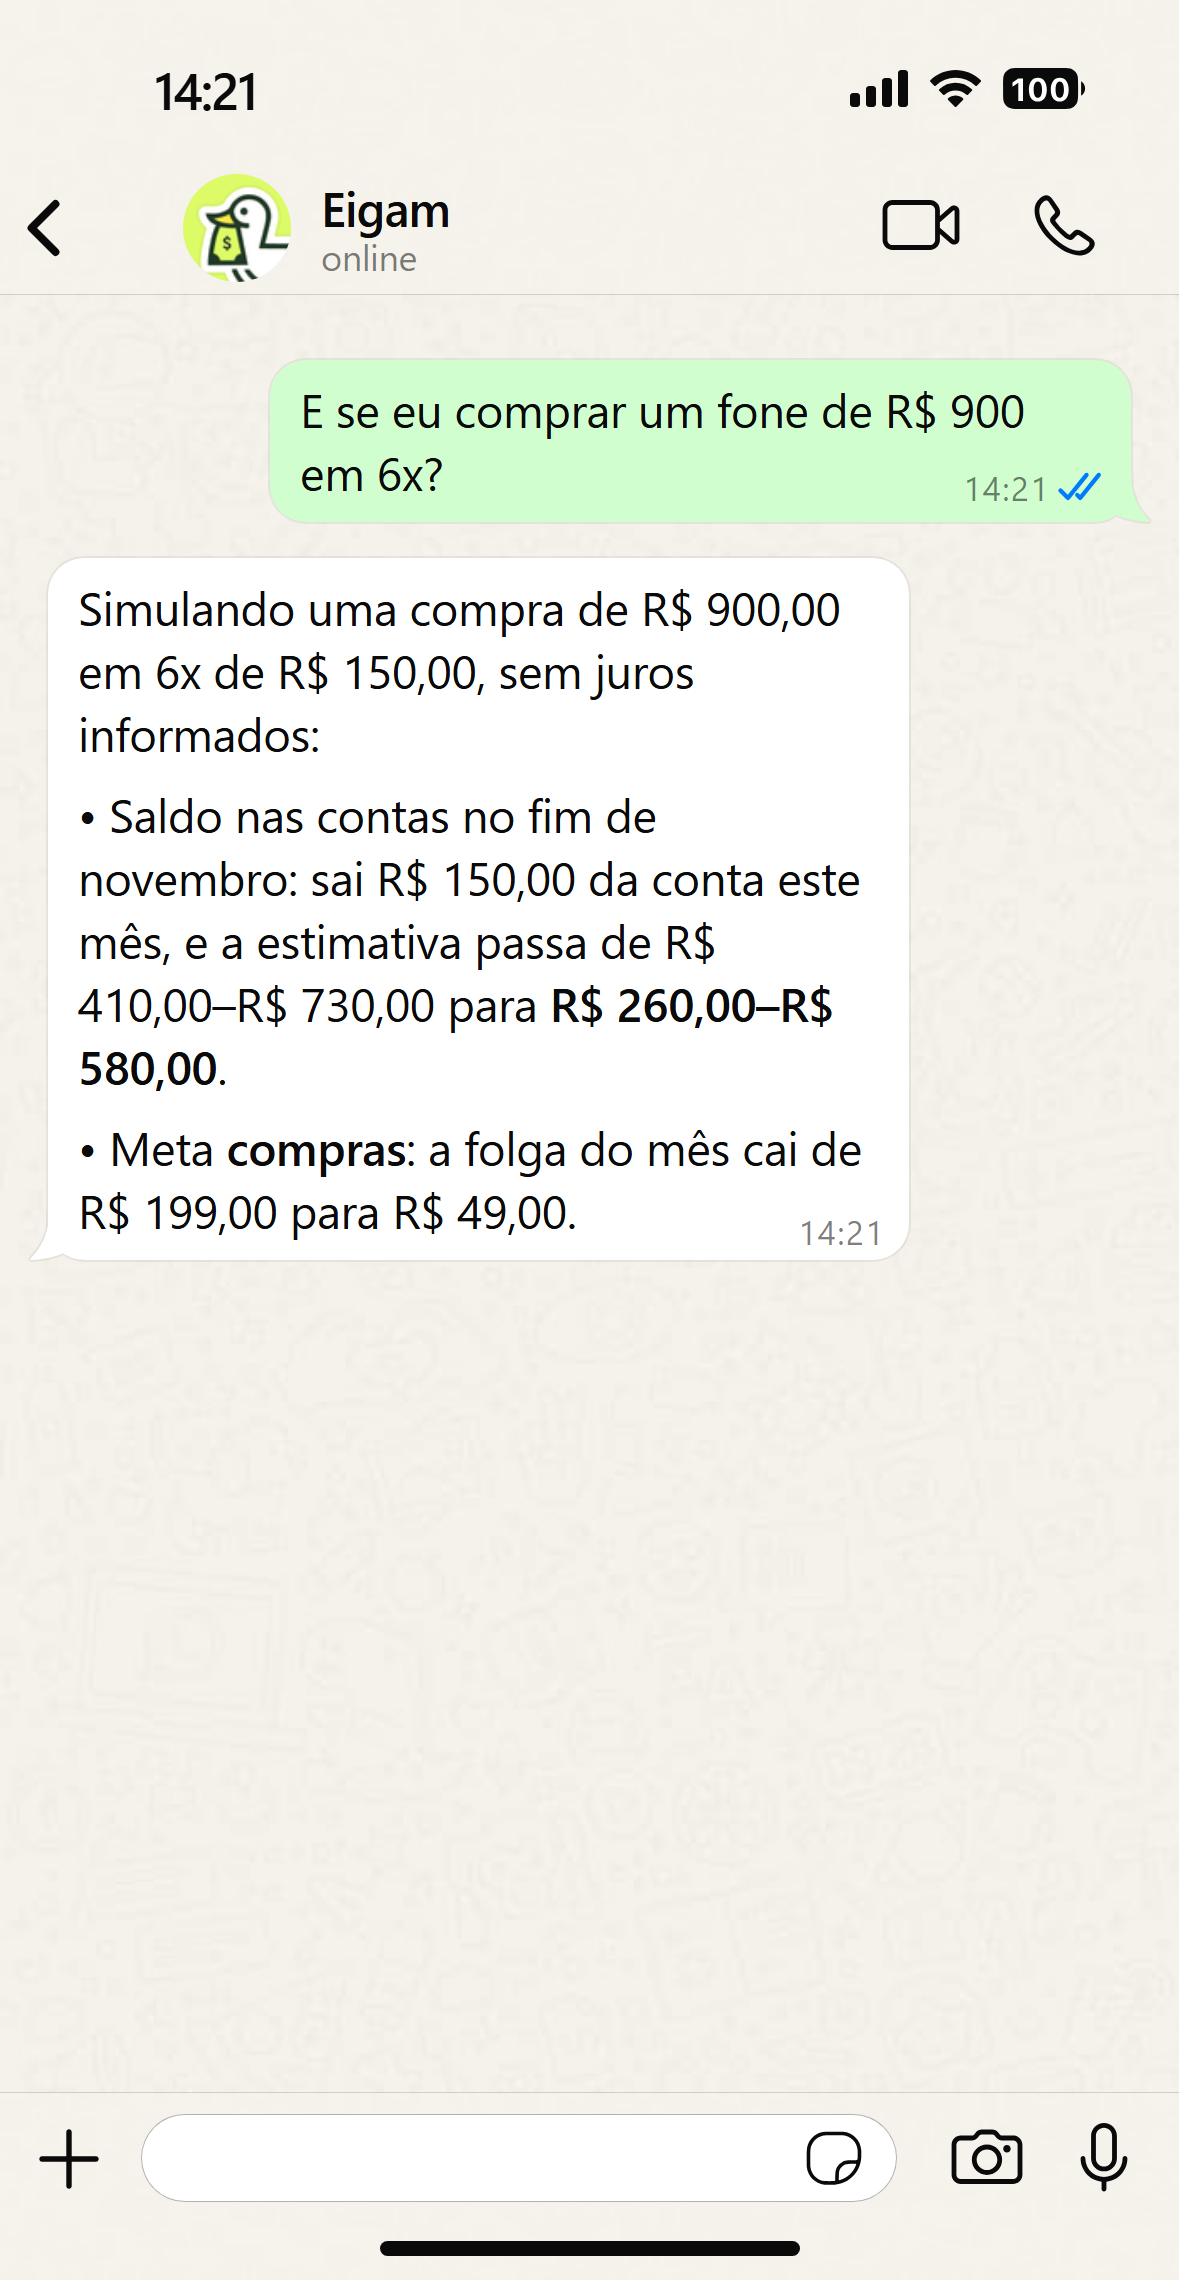 14:21
100
Eigam
online
E se eu comprar um fone de R$ 900
em 6x?
14:21
Simulando uma compra de R$ 900,00
em 6x de R$ 150,00, sem juros
informados:
• Saldo nas contas no fim de
novembro: sai R$ 150,00 da conta este
mês, e a estimativa passa de R$
410,00–R$ 730,00 para R$ 260,00–R$
580,00.
• Meta compras: a folga do mês cai de
R$ 199,00 para R$ 49,00.
14:21